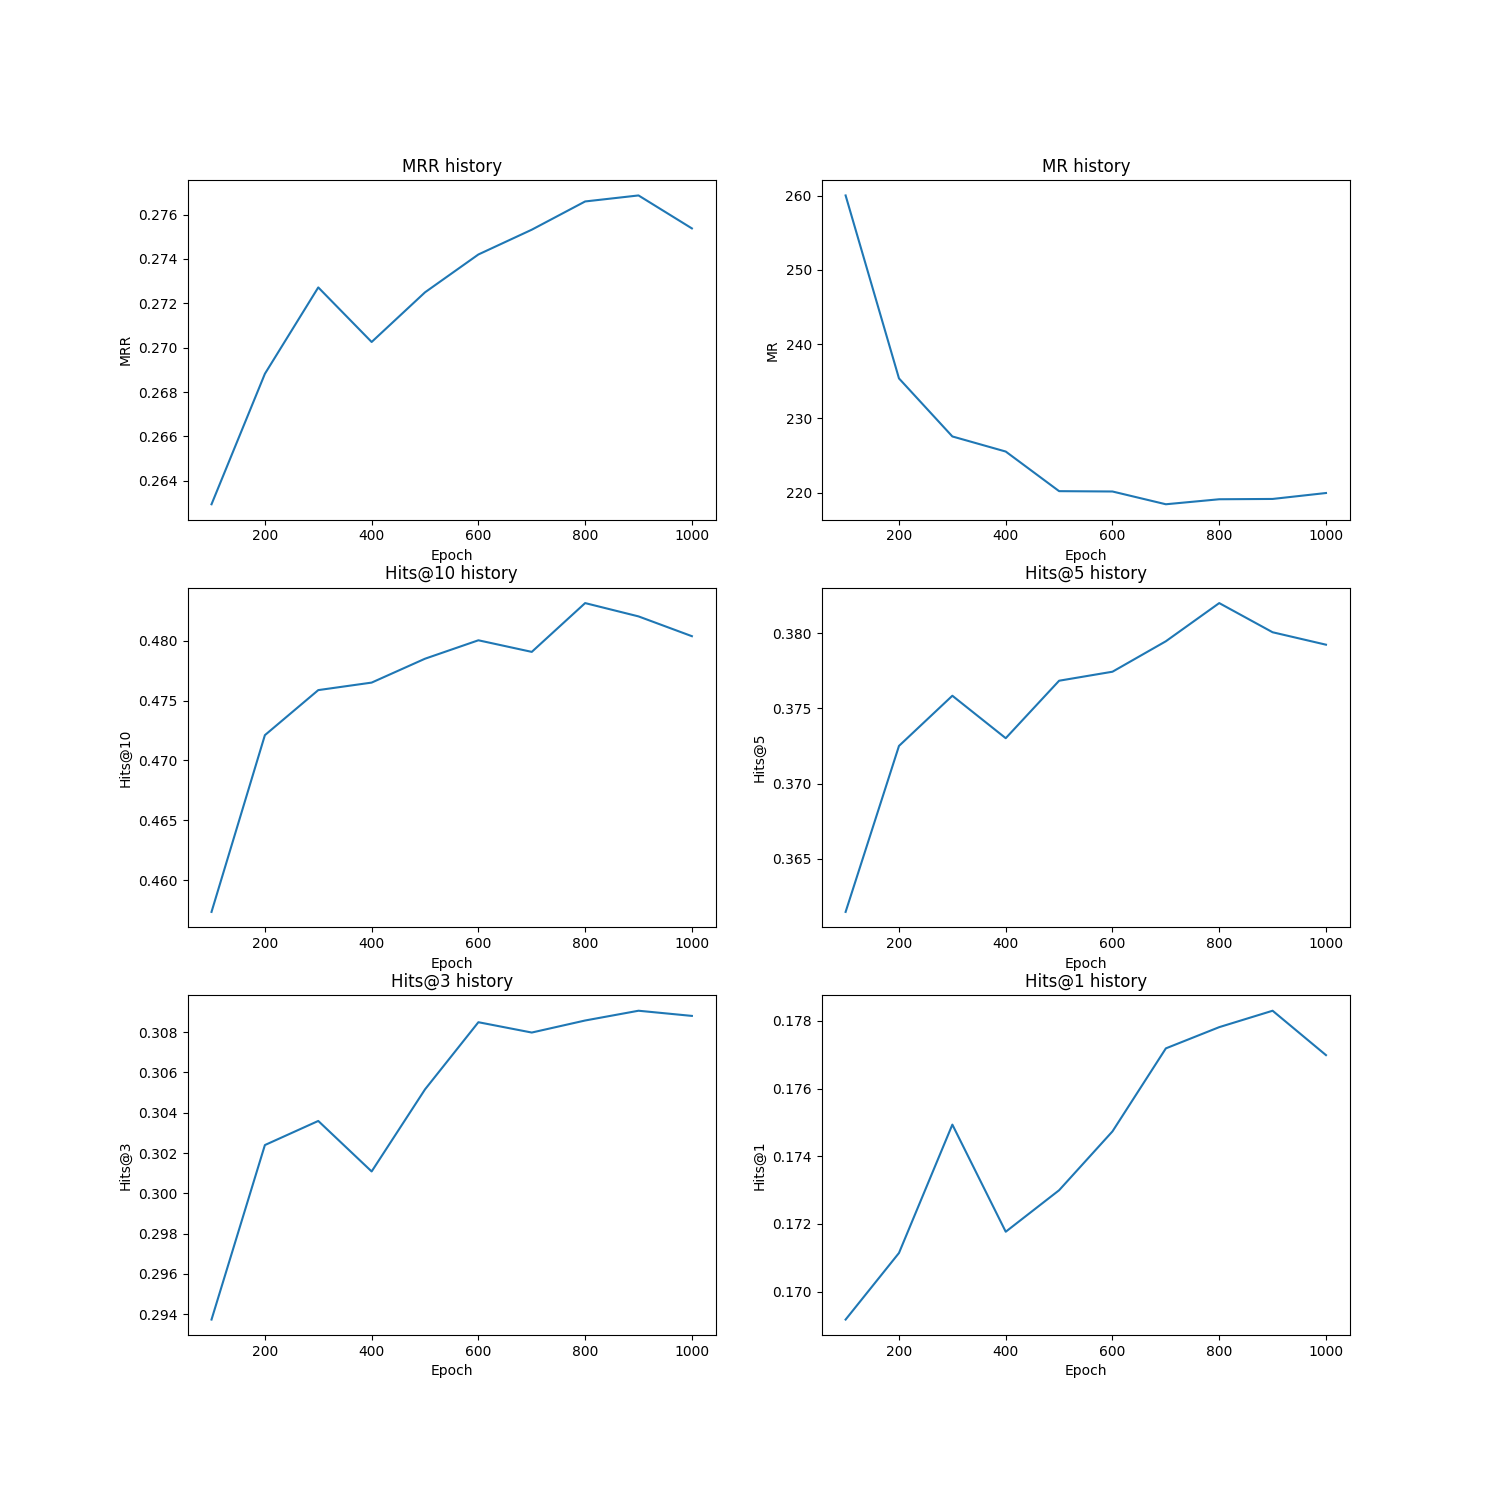 MRR history
MRR
0.276
0.274
0.272
0.270
0.268
0.266
0.264
200 400 600 800 1000
Epoch
MR history
MR
260
250
240
230
220
200 400 600 800 1000
Epoch
Hits@10 history
Hits@10
0.480
0.475
0.470
0.465
0.460
200 400 600 800 1000
Epoch
Hits@5 history
Hits@5
0.380
0.375
0.370
0.365
200 400 600 800 1000
Epoch
Hits@3 history
Hits@3
0.308
0.306
0.304
0.302
0.300
0.298
0.296
0.294
200 400 600 800 1000
Epoch
Hits@1 history
Hits@1
0.178
0.176
0.174
0.172
0.170
200 400 600 800 1000
Epoch